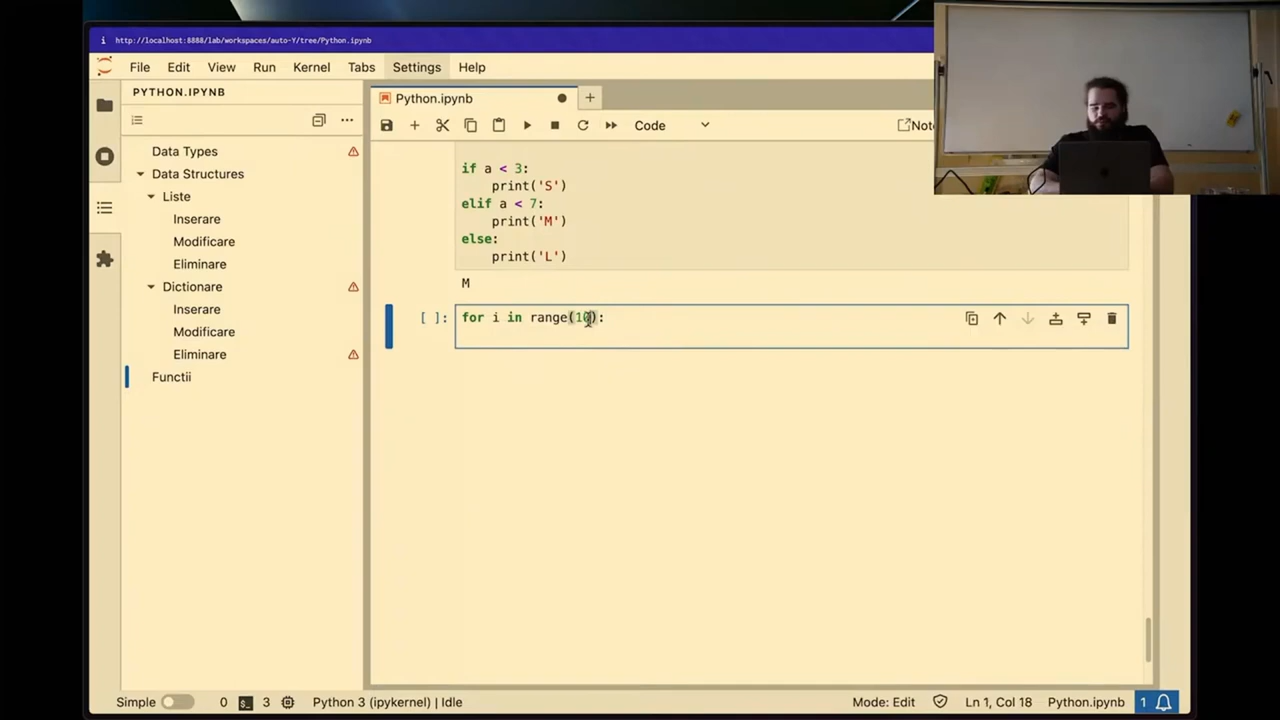 http://localhost:8888/lab/workspaces/auto-Y/tree/Python.ipynb
File Edit View Run Kernel Tabs Settings Help
PYTHON.IPYNB
Python.ipynb
Code
Data Types
Data Structures
Liste
Inserare
Modificare
Eliminare
Dictionare
Inserare
Modificare
Eliminare
Functii
if a < 3:
print('S')
elif a < 7:
print('M')
else:
print('L')
M
[ ]: for i in range(10):
Simple 0 3 Python 3 (ipykernel) | Idle Mode: Edit Ln 1, Col 18 Python.ipynb 1